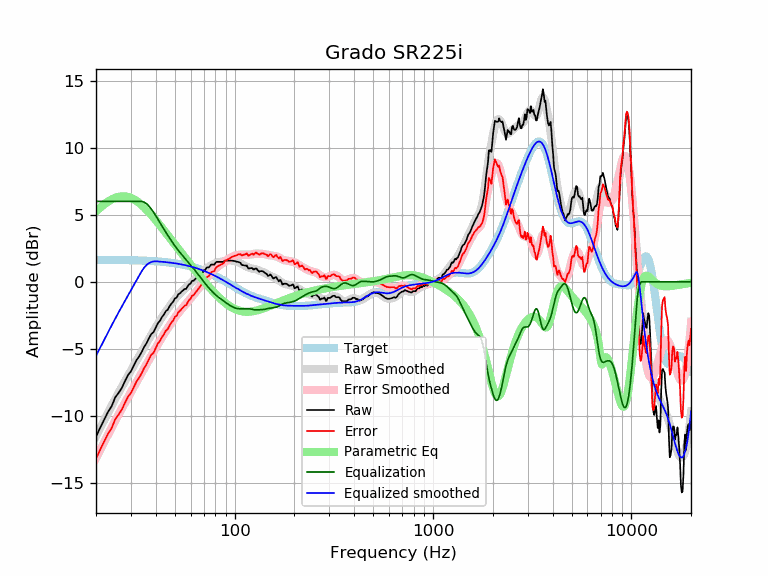 Grado SR225i
15
10
5
0
−5
−10
−15
Amplitude (dBr)
Target
Raw Smoothed
Error Smoothed
Raw
Error
Parametric Eq
Equalization
Equalized smoothed
100
1000
10000
Frequency (Hz)